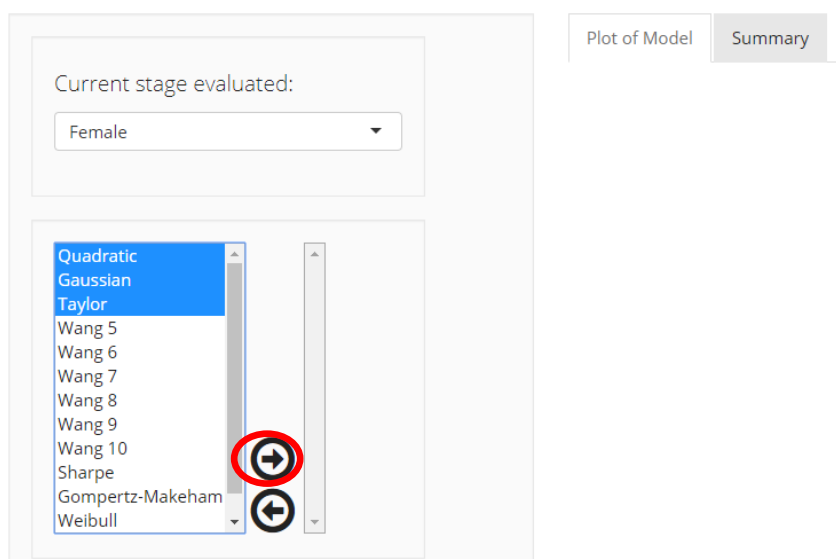 Plot of Model
Summary
Current stage evaluated:
Female
Quadratic
Gaussian
Taylor
Wang 5
Wang 6
Wang 7
Wang 8
Wang 9
Wang 10
Sharpe
Gompertz-Makeham
Weibull